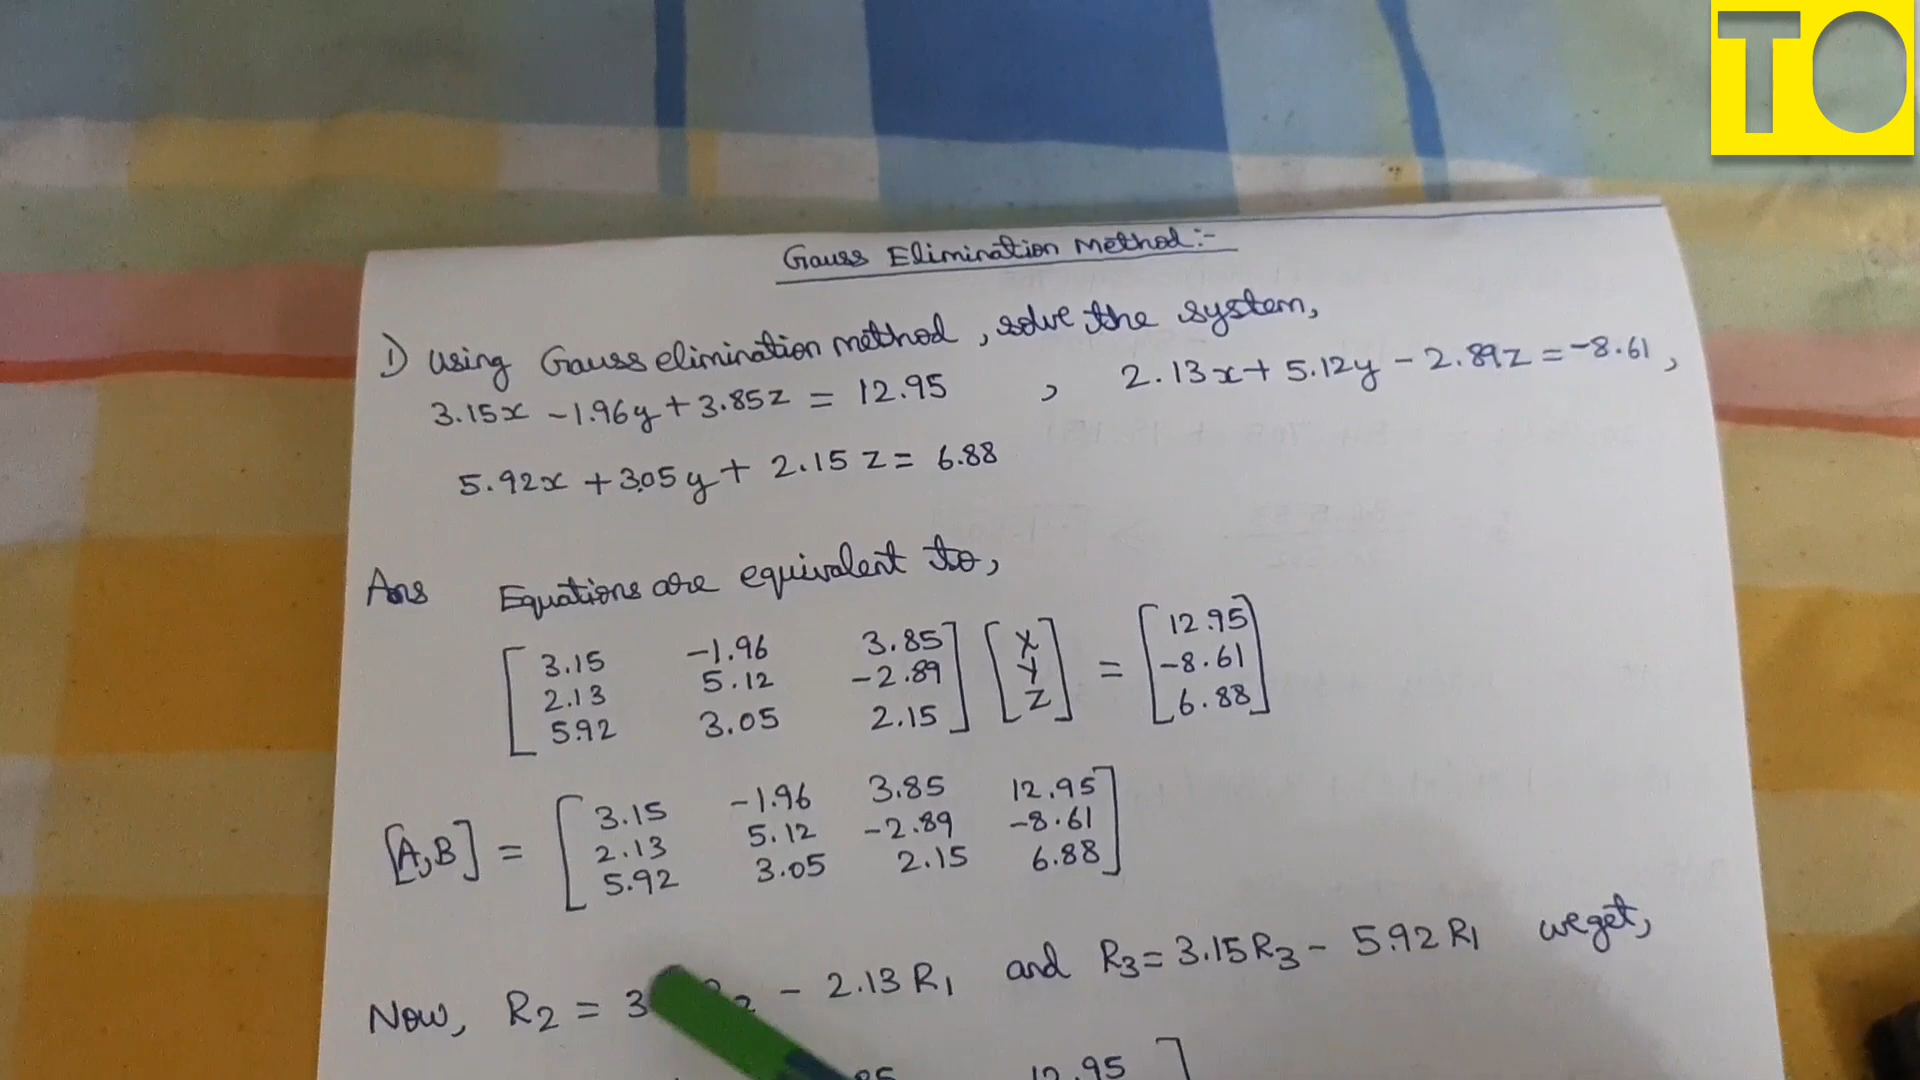 TO
Gauss Elimination Method:-
1) Using Gauss elimination method, solve the system,
3.15x -1.96y + 3.85z = 12.95 , 2.13x + 5.12y - 2.89z = -8.61,
5.92x + 3.05y + 2.15z = 6.88
Ans Equations are equivalent to,
[3.15 -1.96 3.85] [x] = [12.95]
[2.13 5.12 -2.89] [y] [-8.61]
[5.92 3.05 2.15] [z] [6.88]
[A,B] = [3.15 -1.96 3.85 12.95]
[2.13 5.12 -2.89 -8.61]
[5.92 3.05 2.15 6.88]
Now, R2 = 3 2 - 2.13 R1 and R3 = 3.15R3 - 5.92 R1 we get,
12.95]